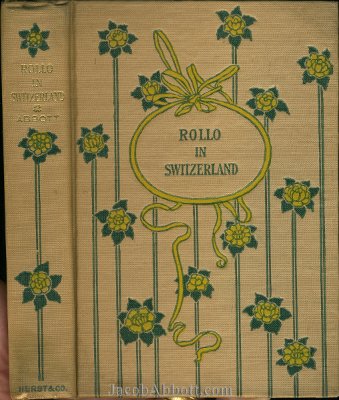 ROLLO
IN
SWITZERLAND
ABBOTT
HURST & CO.
ROLLO
IN
SWITZERLAND
JacobAbbott.com